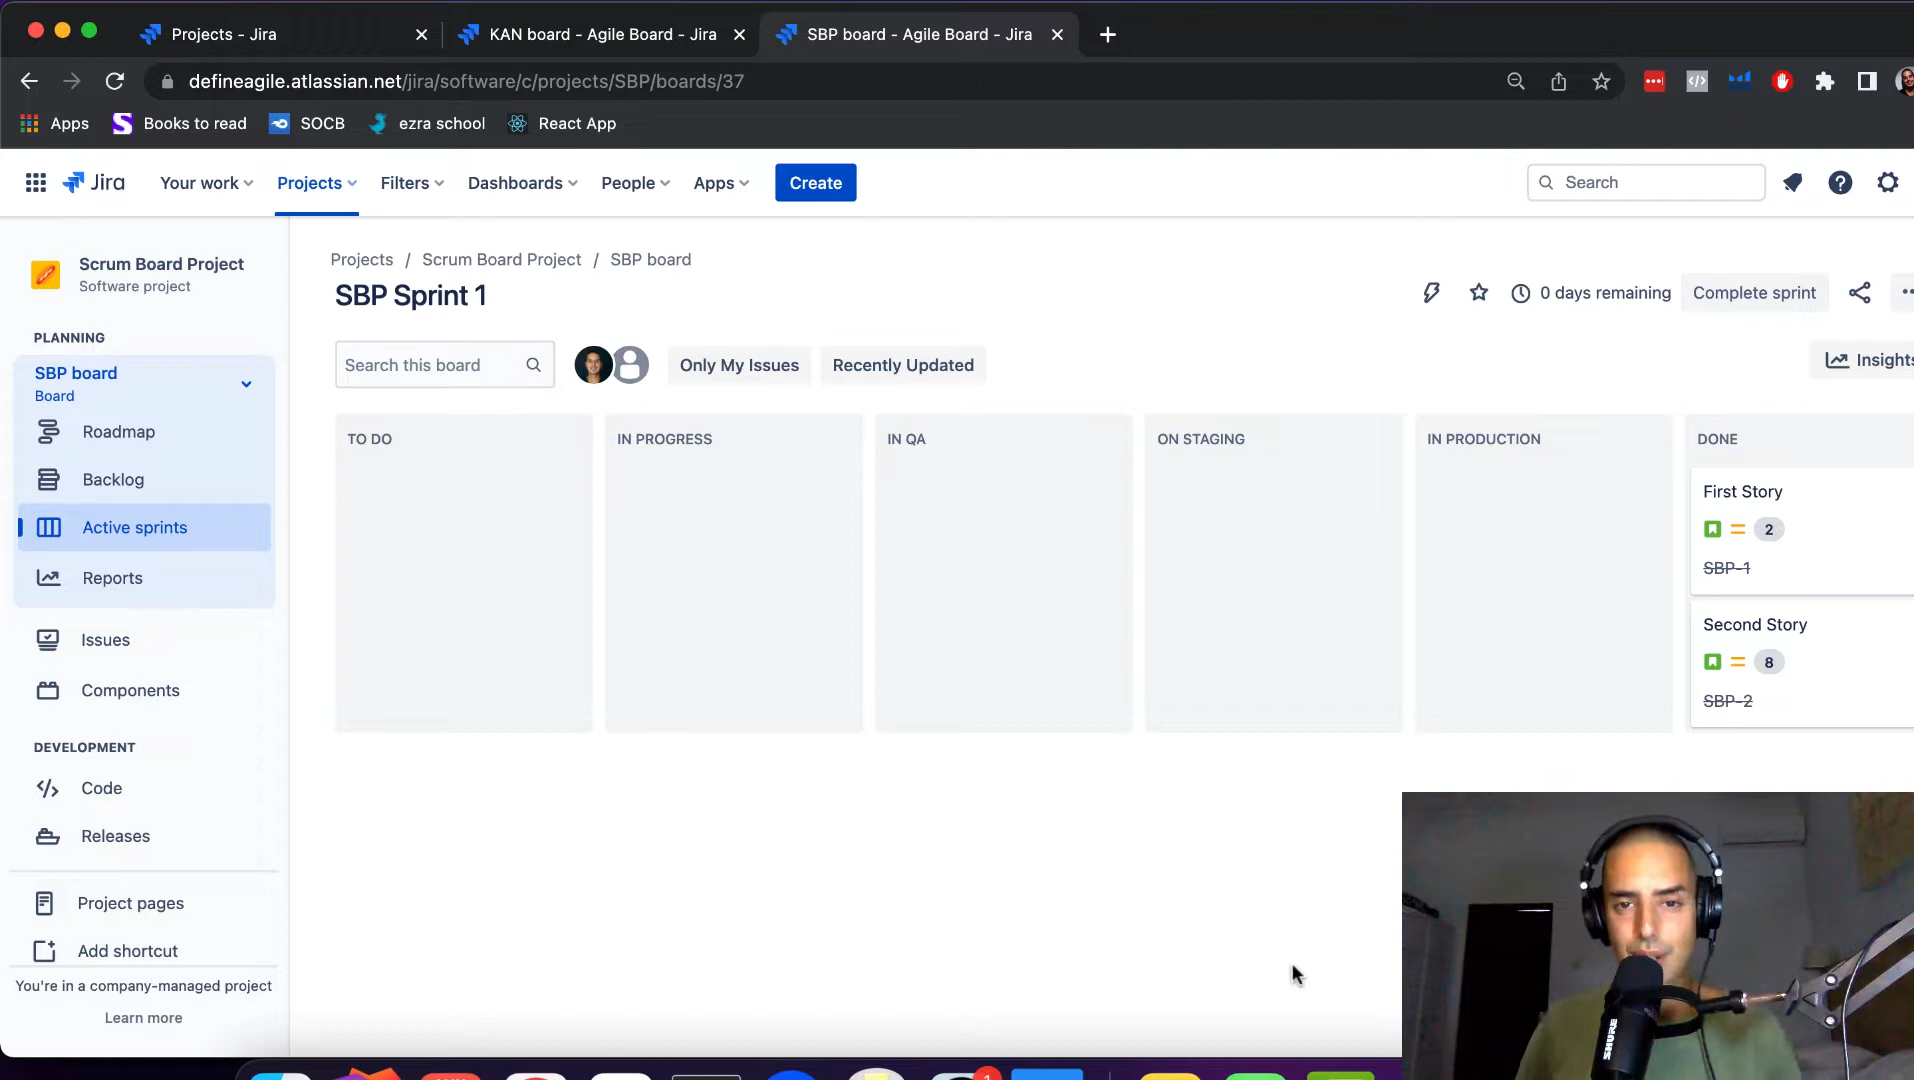 Projects - Jira
KAN board - Agile Board - Jira
SBP board - Agile Board - Jira
defineagile.atlassian.net/jira/software/c/projects/SBP/boards/37
Apps
Books to read
SOCB
ezra school
React App
Jira
Your work
Projects
Filters
Dashboards
People
Apps
Create
Search
Scrum Board Project
Software project
PLANNING
SBP board
Board
Roadmap
Backlog
Active sprints
Reports
Issues
Components
DEVELOPMENT
Code
Releases
Project pages
Add shortcut
You're in a company-managed project
Learn more
Projects / Scrum Board Project / SBP board
SBP Sprint 1
0 days remaining
Complete sprint
Search this board
Only My Issues
Recently Updated
Insights
TO DO
IN PROGRESS
IN QA
ON STAGING
IN PRODUCTION
DONE
First Story
2
SBP-1
Second Story
8
SBP-2
SHURE
1